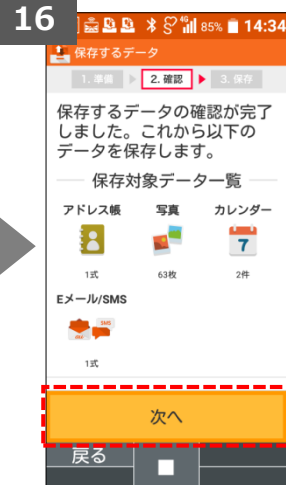 16
85% 14:34
保存するデータ
1. 準備 2. 確認 3. 保存
保存するデータの確認が完了
しました。これから以下の
データを保存します。
保存対象データ一覧
アドレス帳 写真 カレンダー
7
1式 63枚 2件
Eメール/SMS
SMS
au
1式
次へ
戻る